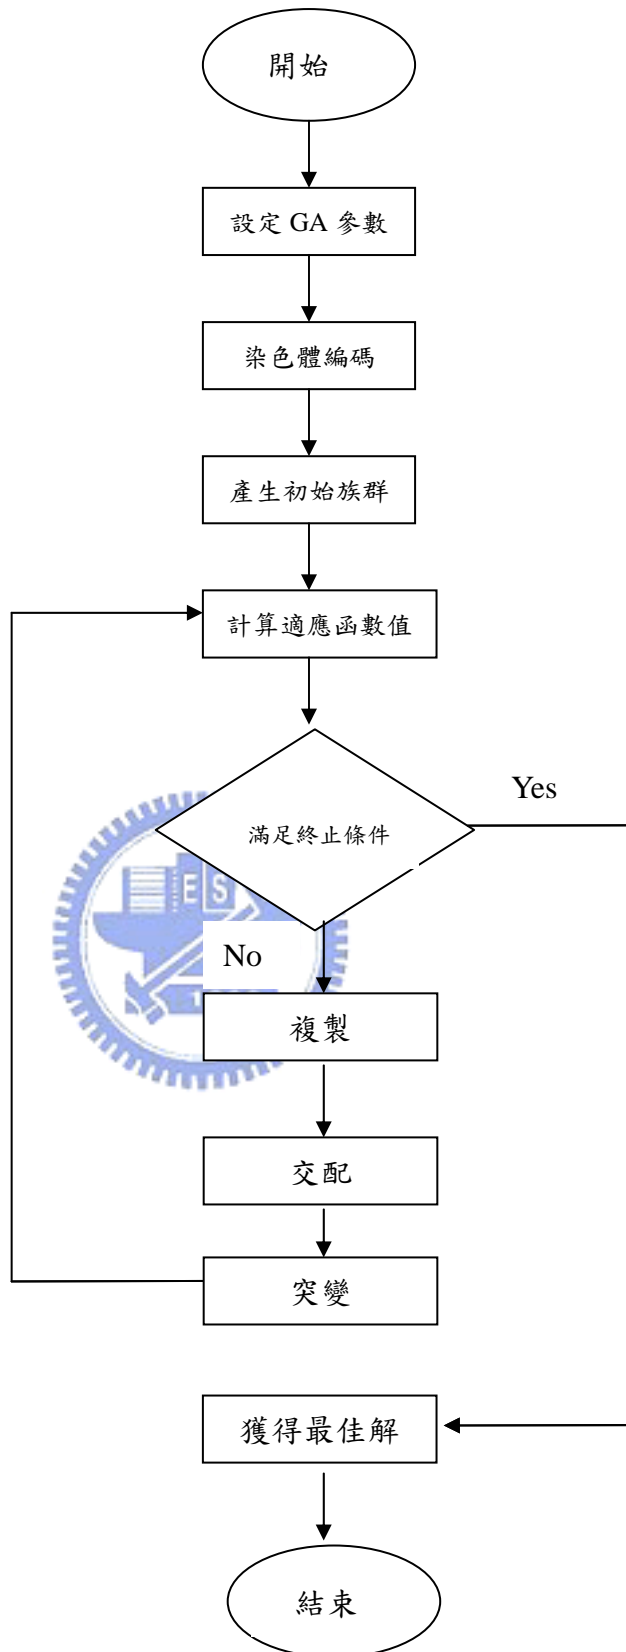 開始
設定 GA 參數
染色體編碼
產生初始族群
計算適應函數值
滿足終止條件
Yes
ES
No
複製
交配
突變
獲得最佳解
結束